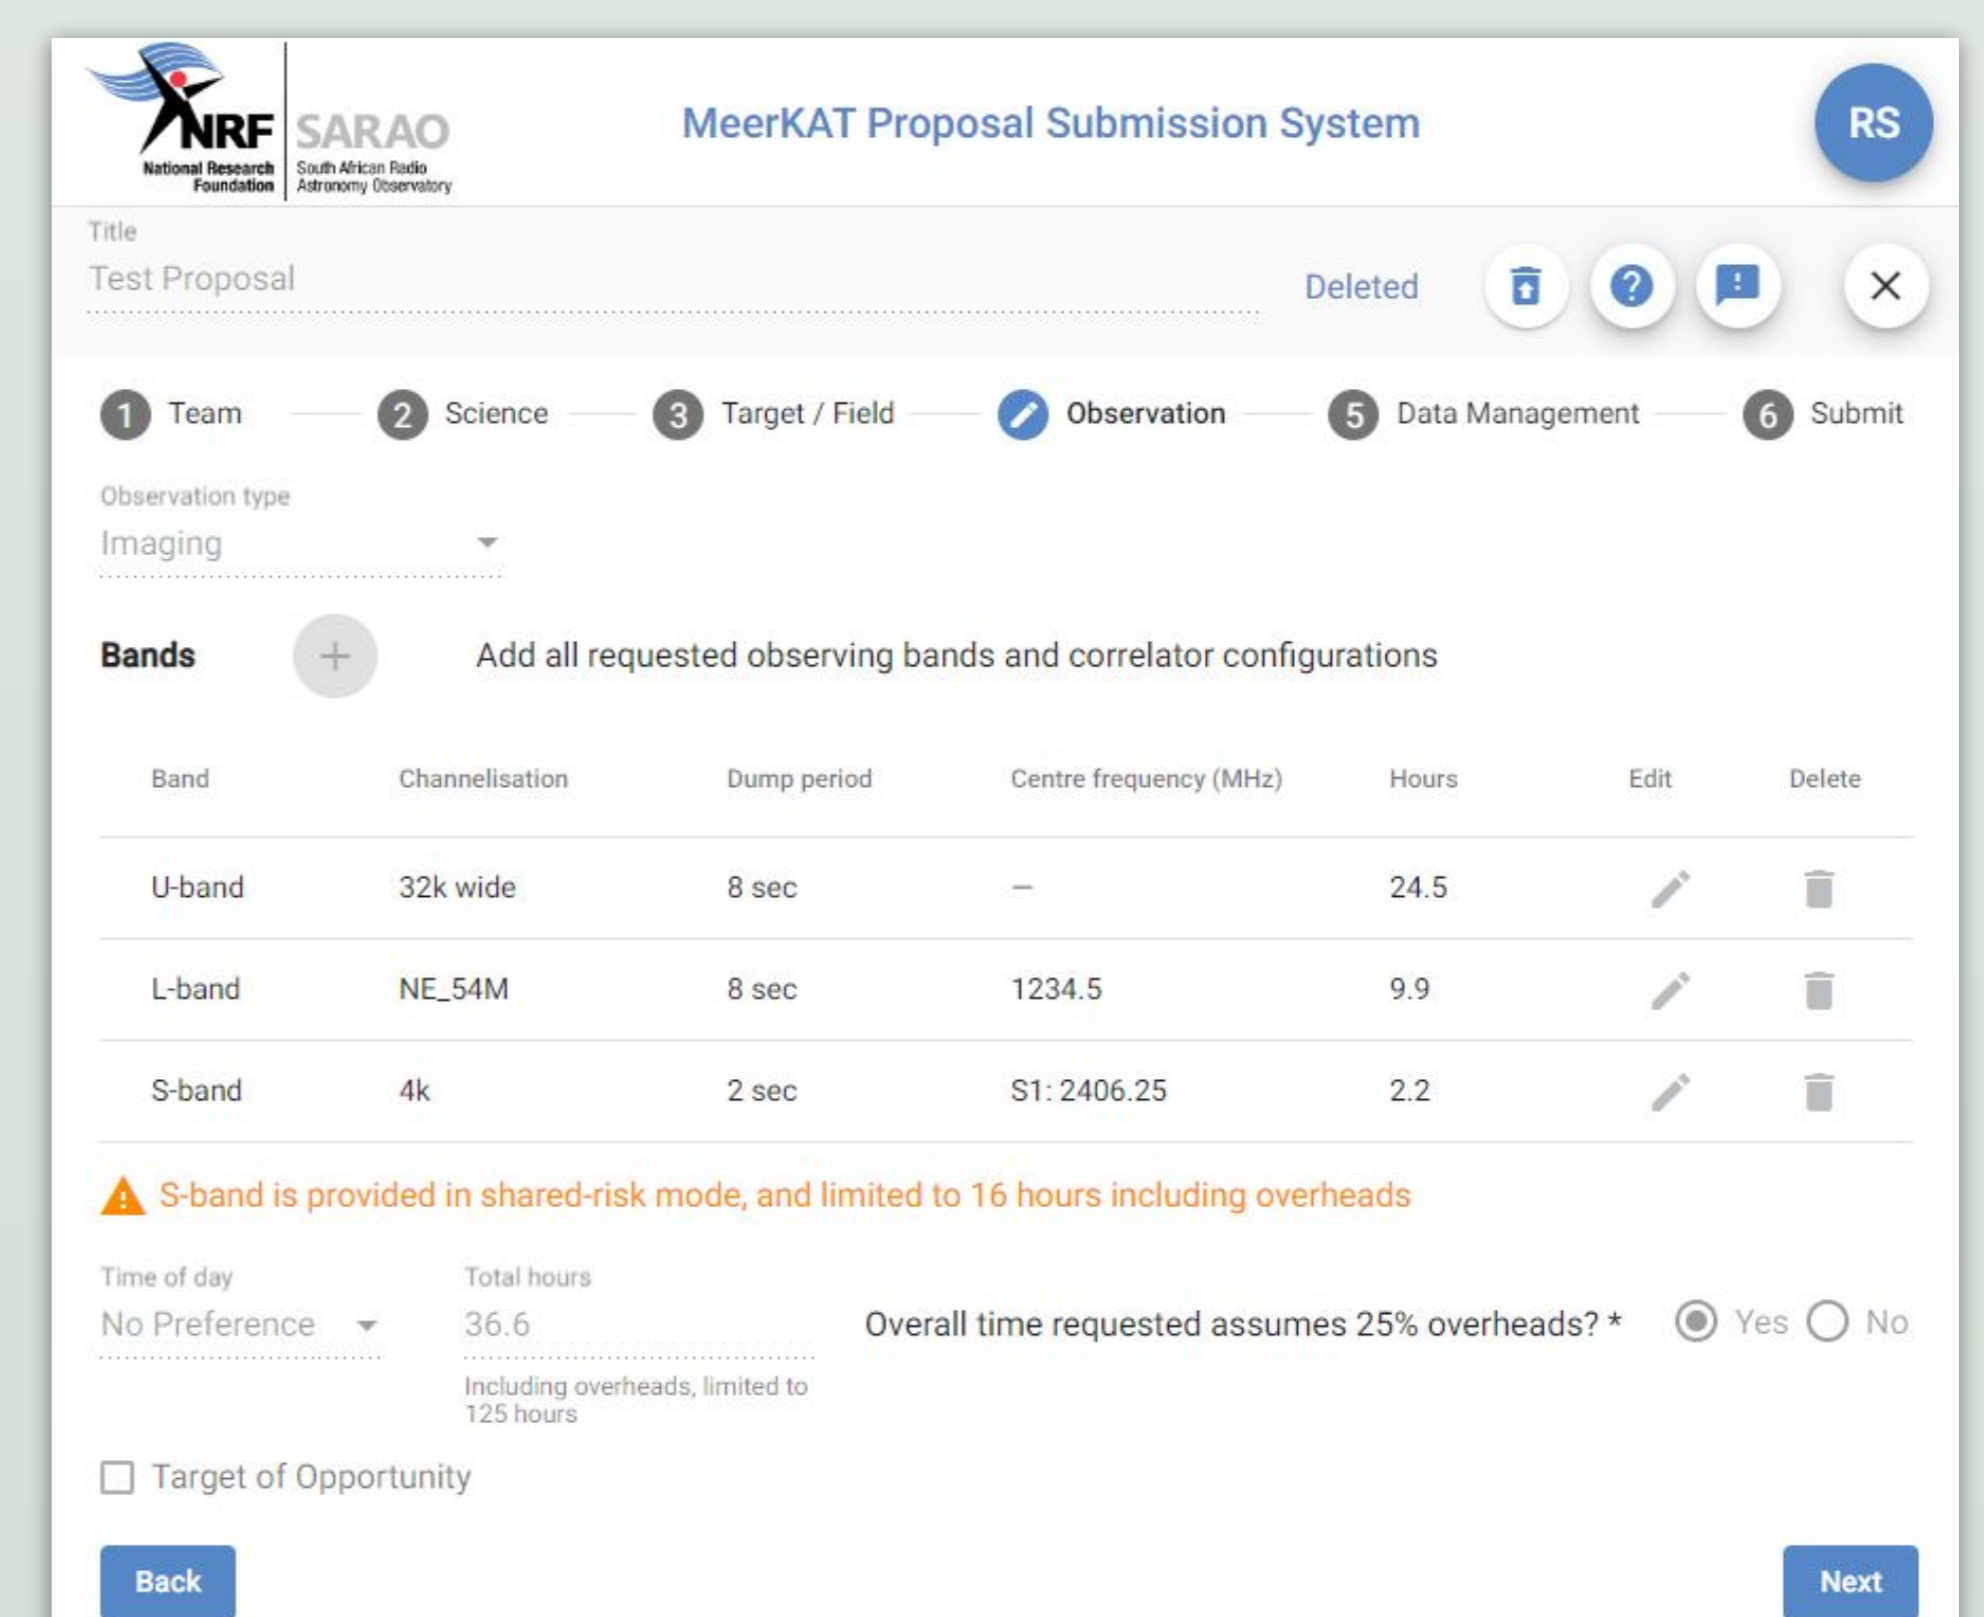 NRF
National Research
Foundation
SARAO
South African Radio
Astronomy Observatory
MeerKAT Proposal Submission System
RS
Title
Test Proposal
Deleted
1 Team
2 Science
3 Target / Field
Observation
5 Data Management
6 Submit
Observation type
Imaging
Bands + Add all requested observing bands and correlator configurations
Band Channelisation Dump period Centre frequency (MHz) Hours Edit Delete
U-band 32k wide 8 sec – 24.5
L-band NE_54M 8 sec 1234.5 9.9
S-band 4k 2 sec S1: 2406.25 2.2
S-band is provided in shared-risk mode, and limited to 16 hours including overheads
Time of day
No Preference
Total hours
36.6
Including overheads, limited to
125 hours
Overall time requested assumes 25% overheads? * Yes No
Target of Opportunity
Back
Next